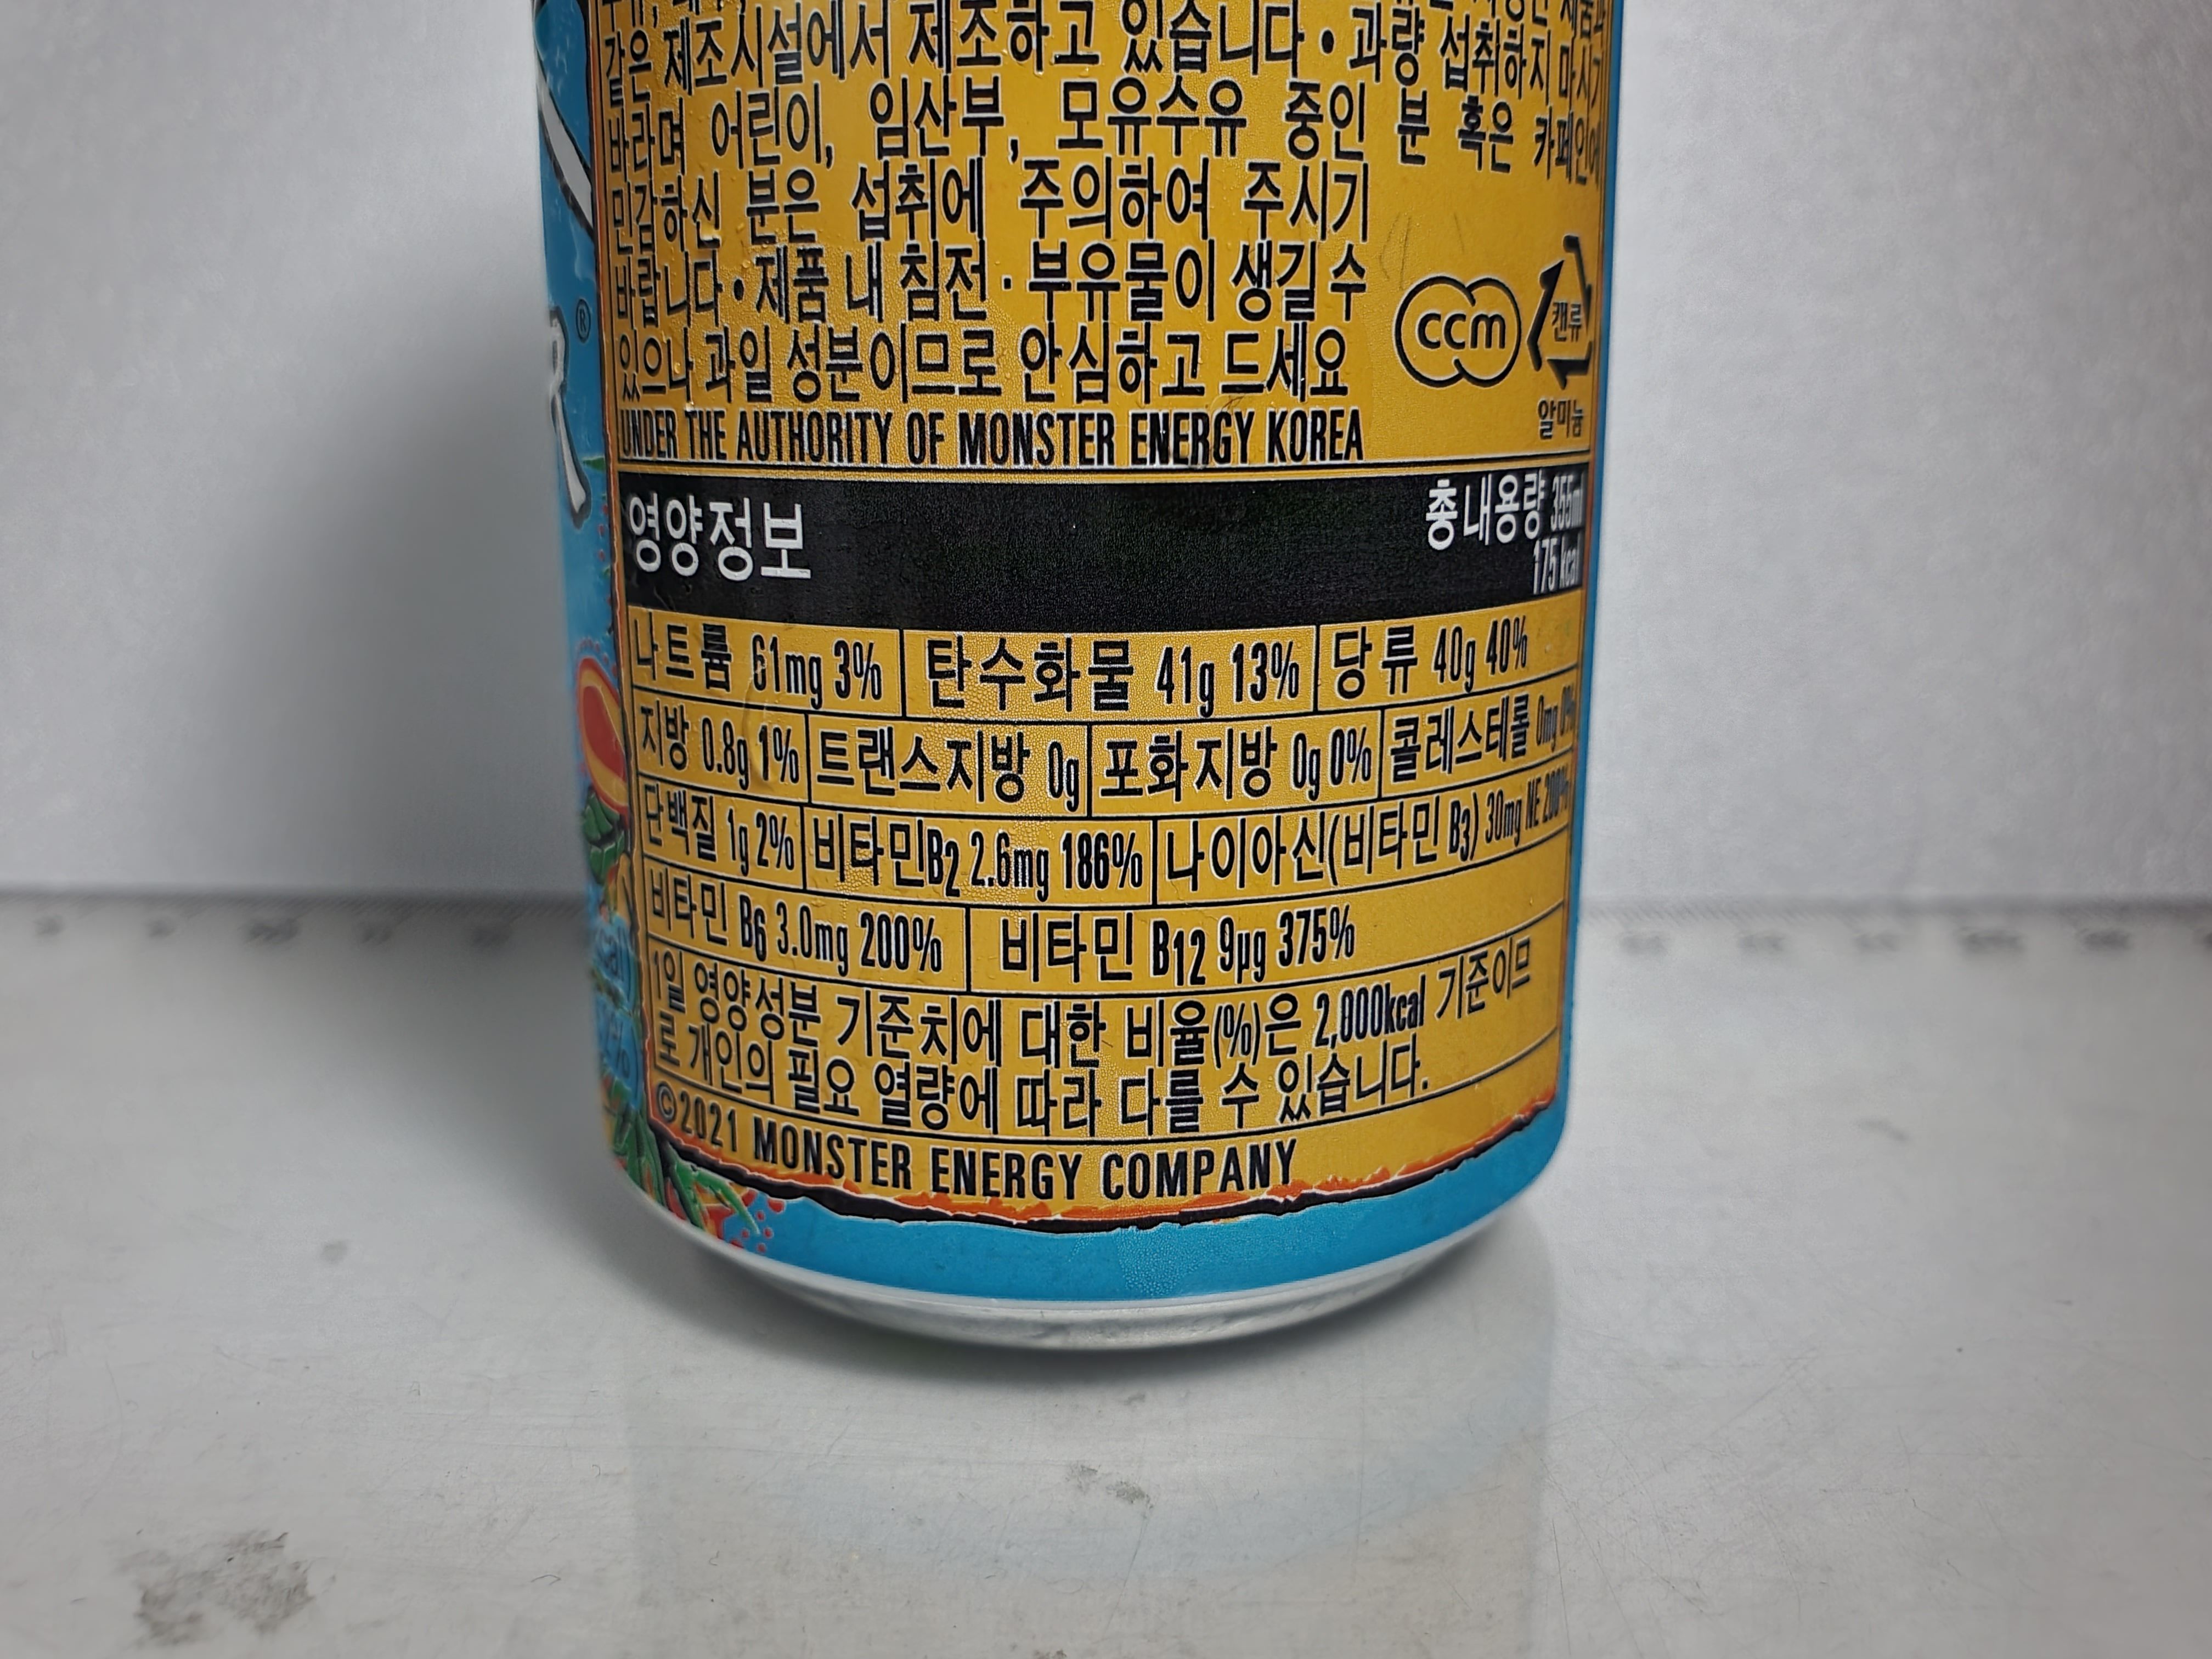 같은 제조시설에서 제조하고 있습니다 • 과량 섭취하지 마시기
바라며 어린이, 임산부, 모유수유 중인 분 혹은 카페인에
민감하신 분은 섭취에 주의하여 주시기
바랍니다 • 제품 내 침전 · 부유물이 생길 수
있으나 과일 성분이므로 안심하고 드세요
ccm
캔류
알미늄
UNDER THE AUTHORITY OF MONSTER ENERGY KOREA
R®
영양정보 총 내용량 355ml
175 kcal
나트륨 61mg 3% 탄수화물 41g 13% 당류 40g 40%
지방 0.8g 1% 트랜스지방 0g 포화지방 0g 0% 콜레스테롤 0mg 0%
단백질 1g 2% 비타민B2 2.6mg 186% 나이아신(비타민 B3) 30mg NE 200%
비타민 B6 3.0mg 200% 비타민 B12 9μg 375%
1일 영양성분 기준치에 대한 비율(%)은 2,000kcal 기준이므
로 개인의 필요 열량에 따라 다를 수 있습니다.
©2021 MONSTER ENERGY COMPANY